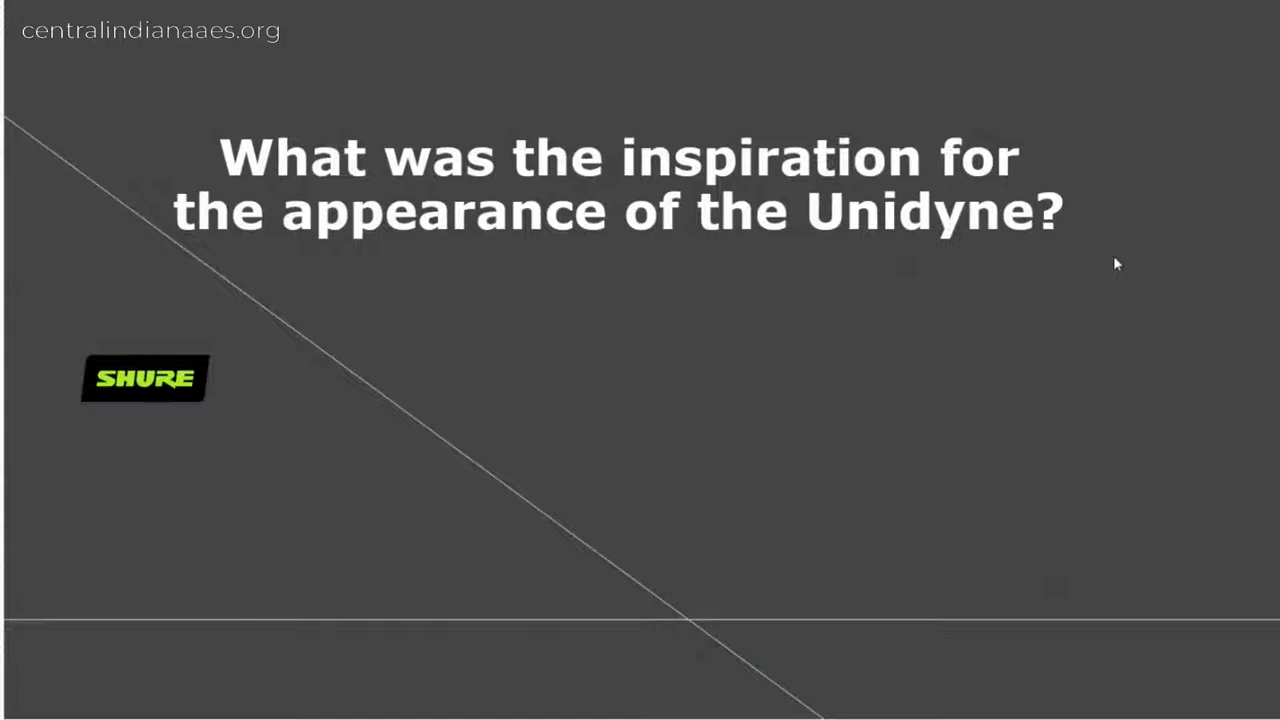 centralindianaaes.org
What was the inspiration for
the appearance of the Unidyne?
SHURE